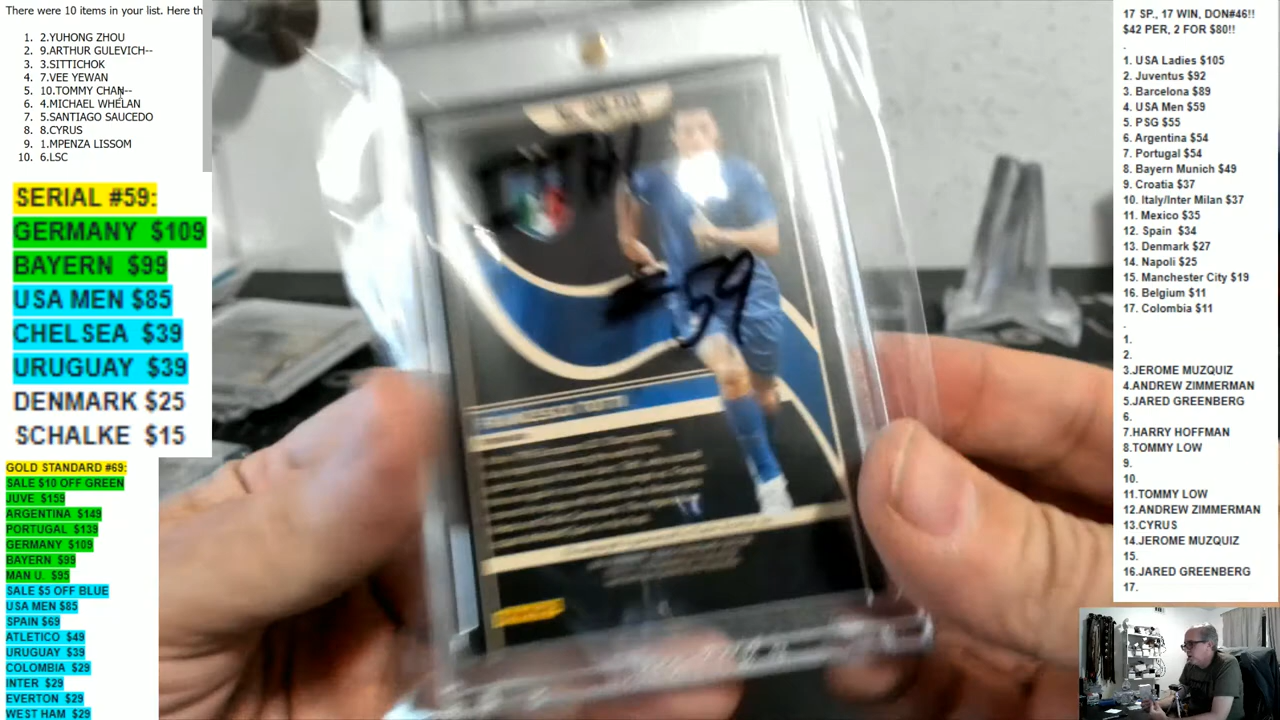 There were 10 items in your list. Here th
1. 2.YUHONG ZHOU
2. 9.ARTHUR GULEVICH--
3. 3.SITTICHOK
4. 7.VEE YEWAN
5. 10.TOMMY CHAN--
6. 4.MICHAEL WHELAN
7. 5.SANTIAGO SAUCEDO
8. 8.CYRUS
9. 1.MPENZA LISSOM
10. 6.LSC
SERIAL #59:
GERMANY $109
BAYERN $99
USA MEN $85
CHELSEA $39
URUGUAY $39
DENMARK $25
SCHALKE $15
GOLD STANDARD #69:
SALE $10 OFF GREEN
JUVE $159
ARGENTINA $149
PORTUGAL $139
GERMANY $109
BAYERN $99
MAN U. $95
SALE $5 OFF BLUE
USA MEN $85
SPAIN $69
ATLETICO $49
URUGUAY $39
COLOMBIA $29
INTER $29
EVERTON $29
WEST HAM $29
59
17 SP., 17 WIN, DON#46!!
$42 PER, 2 FOR $80!!
.
1. USA Ladies $105
2. Juventus $92
3. Barcelona $89
4. USA Men $59
5. PSG $55
6. Argentina $54
7. Portugal $54
8. Bayern Munich $49
9. Croatia $37
10. Italy/Inter Milan $37
11. Mexico $35
12. Spain $34
13. Denmark $27
14. Napoli $25
15. Manchester City $19
16. Belgium $11
17. Colombia $11
.
1.
2.
3.JEROME MUZQUIZ
4.ANDREW ZIMMERMAN
5.JARED GREENBERG
6.
7.HARRY HOFFMAN
8.TOMMY LOW
9.
10.
11.TOMMY LOW
12.ANDREW ZIMMERMAN
13.CYRUS
14.JEROME MUZQUIZ
15.
16.JARED GREENBERG
17.